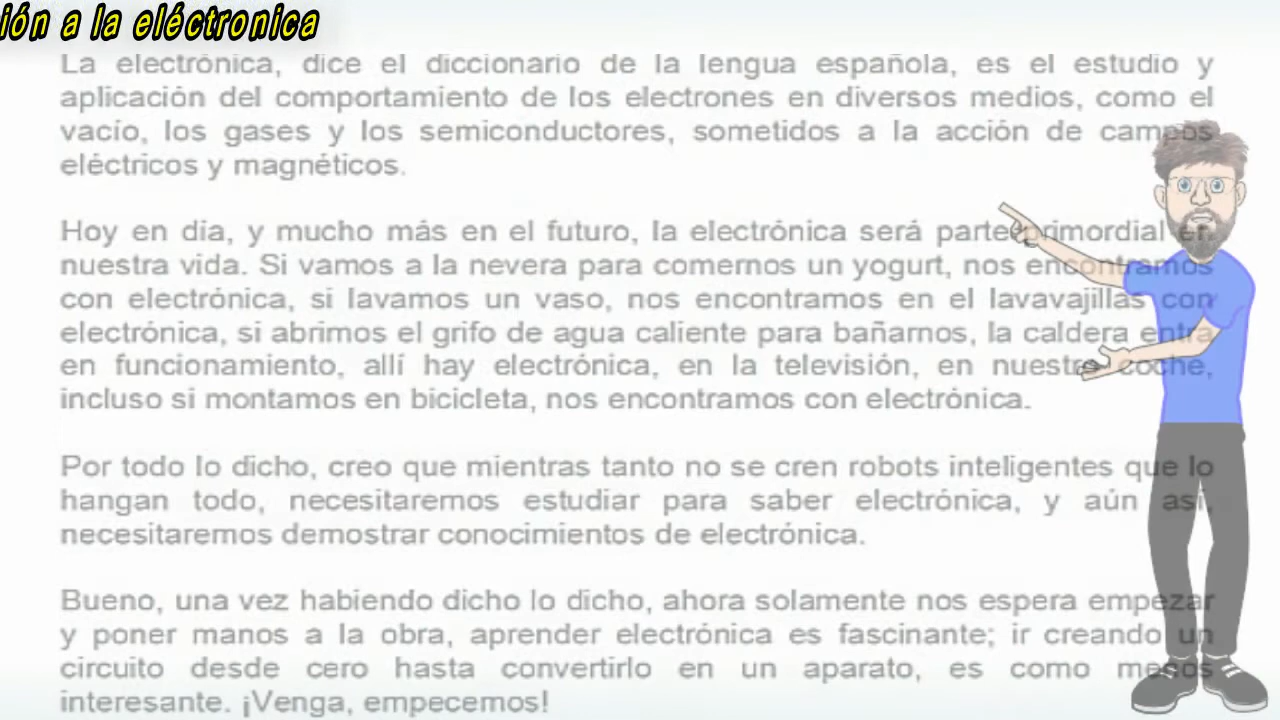 ión a la eléctronica
La electrónica, dice el diccionario de la lengua española, es el estudio y
aplicación del comportamiento de los electrones en diversos medios, como el
vacío, los gases y los semiconductores, sometidos a la acción de campos
eléctricos y magnéticos.
Hoy en dia, y mucho más en el futuro, la electrónica será parte primordial en
nuestra vida. Si vamos a la nevera para comernos un yogurt, nos encontramos
con electrónica, si lavamos un vaso, nos encontramos en el lavavajillas con
electrónica, si abrimos el grifo de agua caliente para bañarnos, la caldera entra
en funcionamiento, allí hay electrónica, en la televisión, en nuestro coche,
incluso si montamos en bicicleta, nos encontramos con electrónica.
Por todo lo dicho, creo que mientras tanto no se cren robots inteligentes que lo
hangan todo, necesitaremos estudiar para saber electrónica, y aún así,
necesitaremos demostrar conocimientos de electrónica.
Bueno, una vez habiendo dicho lo dicho, ahora solamente nos espera empezar
y poner manos a la obra, aprender electrónica es fascinante; ir creando un
circuito desde cero hasta convertirlo en un aparato, es como menos
interesante. ¡Venga, empecemos!